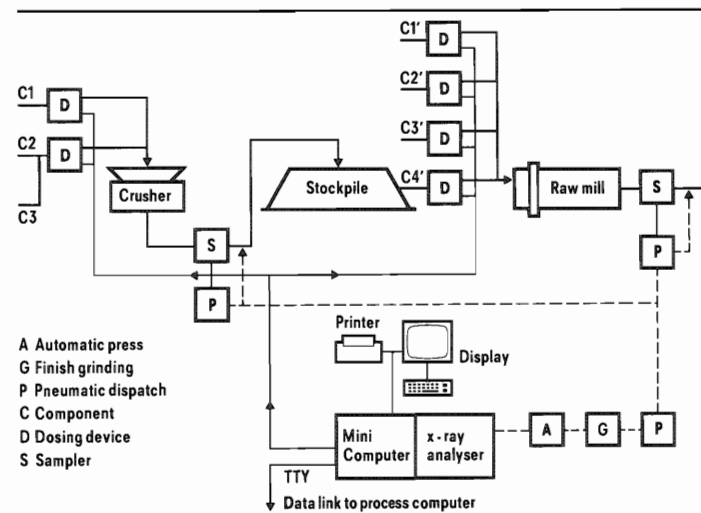 C1'
D
C2'
D
C3'
D
C4'
D
C1
D
C2
D
C3
Crusher
Stockpile
Raw mill
S
P
S
P
A Automatic press
G Finish grinding
P Pneumatic dispatch
C Component
D Dosing device
S Sampler
Printer
Display
Mini
Computer
x-ray
analyser
A
G
P
TTY
Data link to process computer